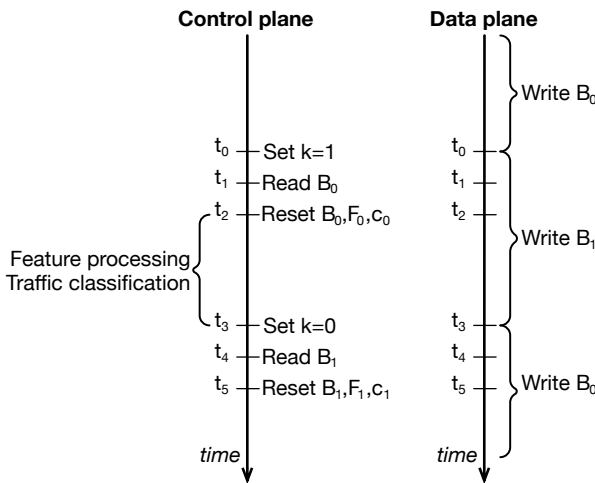 Control plane
Data plane
Write B₀
t₀ Set k=1
t₁ Read B₀
t₂ Reset B₀,F₀,c₀
Feature processing
Traffic classification
t₃ Set k=0
t₄ Read B₁
t₅ Reset B₁,F₁,c₁
time
t₀
t₁
t₂
Write B₁
t₃
t₄
t₅
Write B₀
time